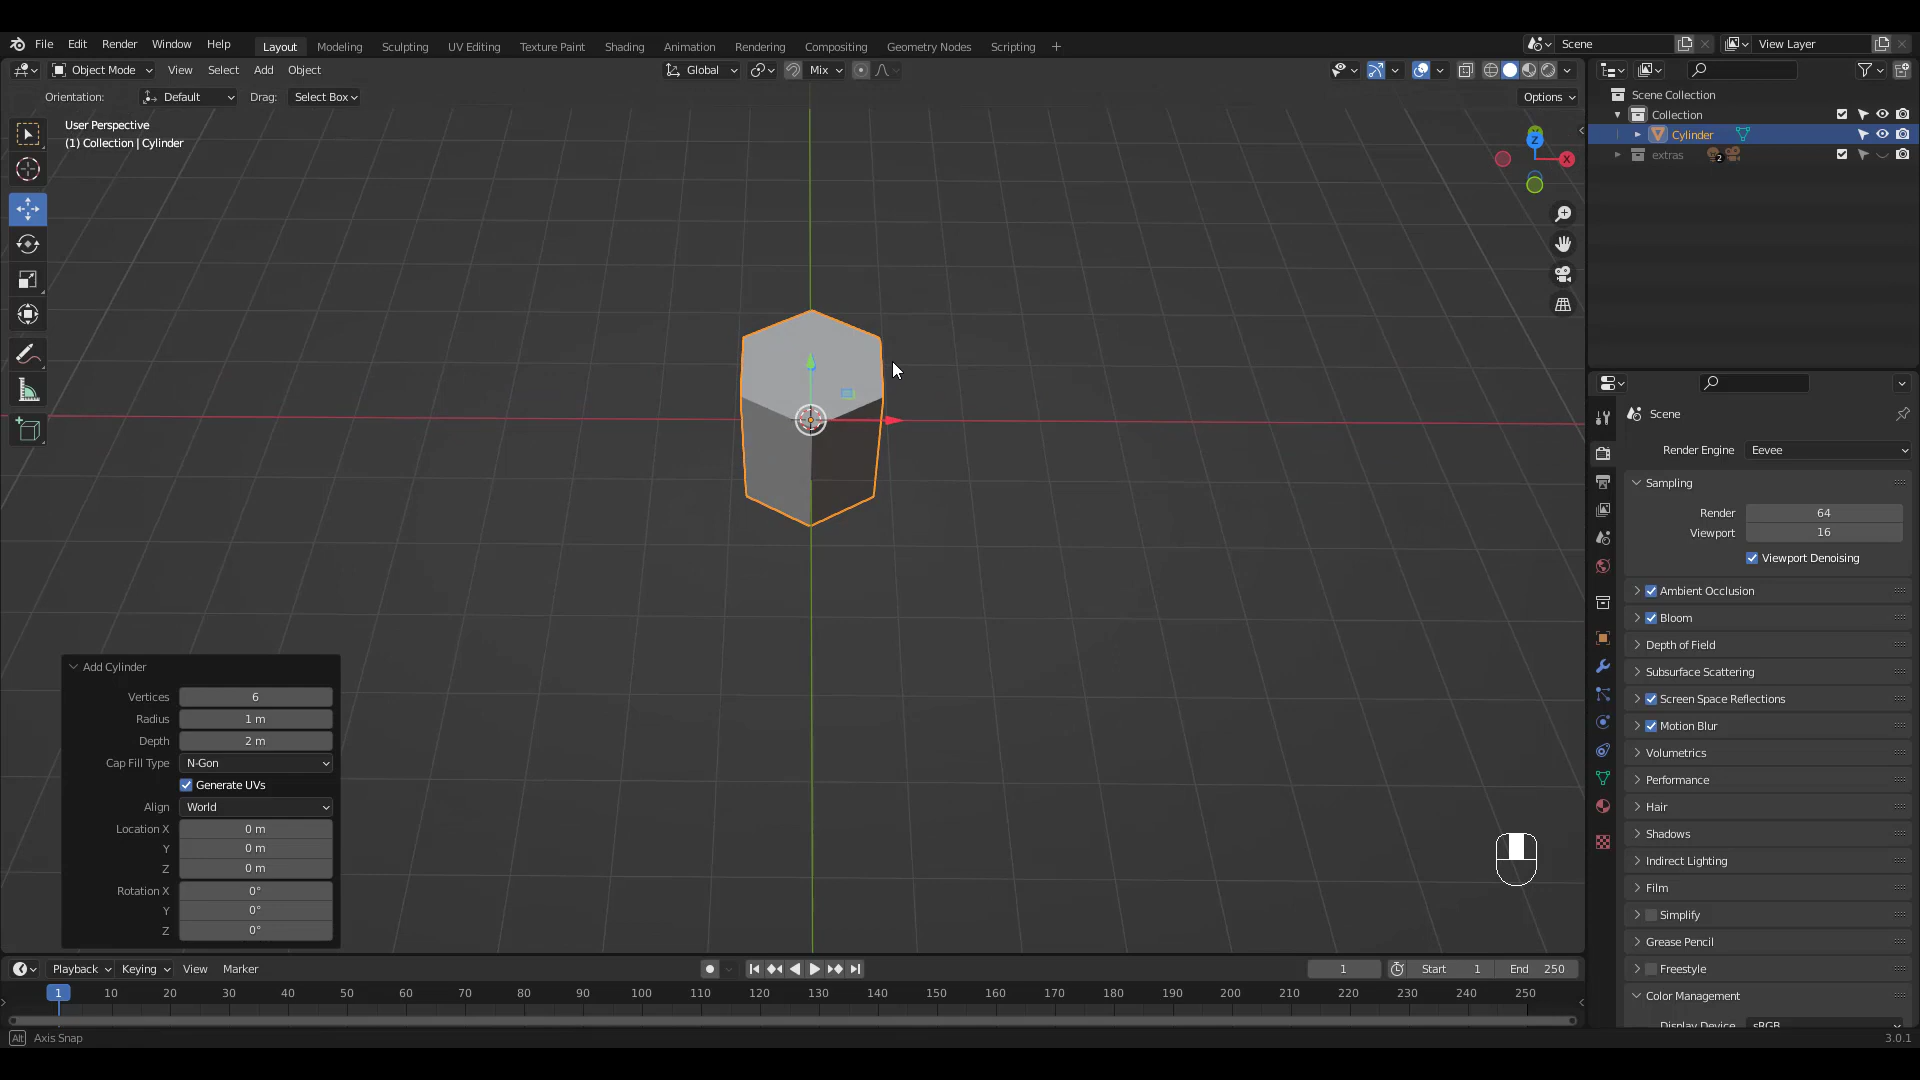 File Edit Render Window Help Layout Modeling Sculpting UV Editing Texture Paint Shading Animation Rendering Compositing Geometry Nodes Scripting + Scene View Layer
Object Mode View Select Add Object Global Mix
Orientation: Default Drag: Select Box Options
User Perspective
(1) Collection | Cylinder
Z
X
Scene Collection
Collection
Cylinder
extras 2
Scene
Render Engine Eevee
Sampling
Render 64
Viewport 16
Viewport Denoising
Ambient Occlusion
Bloom
Depth of Field
Subsurface Scattering
Screen Space Reflections
Motion Blur
Volumetrics
Performance
Hair
Shadows
Indirect Lighting
Film
Simplify
Grease Pencil
Freestyle
Color Management
Display Device sRGB
Add Cylinder
Vertices 6
Radius 1 m
Depth 2 m
Cap Fill Type N-Gon
Generate UVs
Align World
Location X 0 m
Y 0 m
Z 0 m
Rotation X 0°
Y 0°
Z 0°
Playback Keying View Marker 1 Start 1 End 250
1 10 20 30 40 50 60 70 80 90 100 110 120 130 140 150 160 170 180 190 200 210 220 230 240 250
Alt Axis Snap 3.0.1